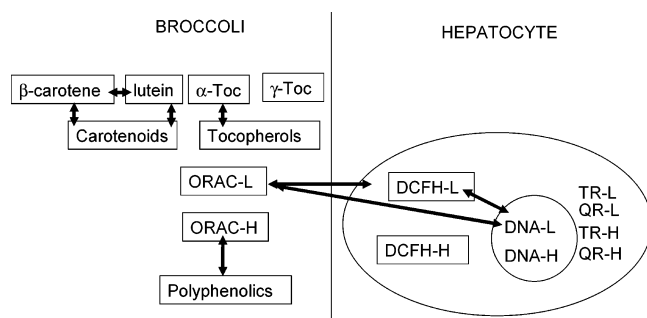 BROCCOLI
HEPATOCYTE
β-carotene
lutein
α-Toc
γ-Toc
Carotenoids
Tocopherols
ORAC-L
DCFH-L
TR-L
QR-L
ORAC-H
DNA-L
TR-H
DCFH-H
DNA-H
QR-H
Polyphenolics